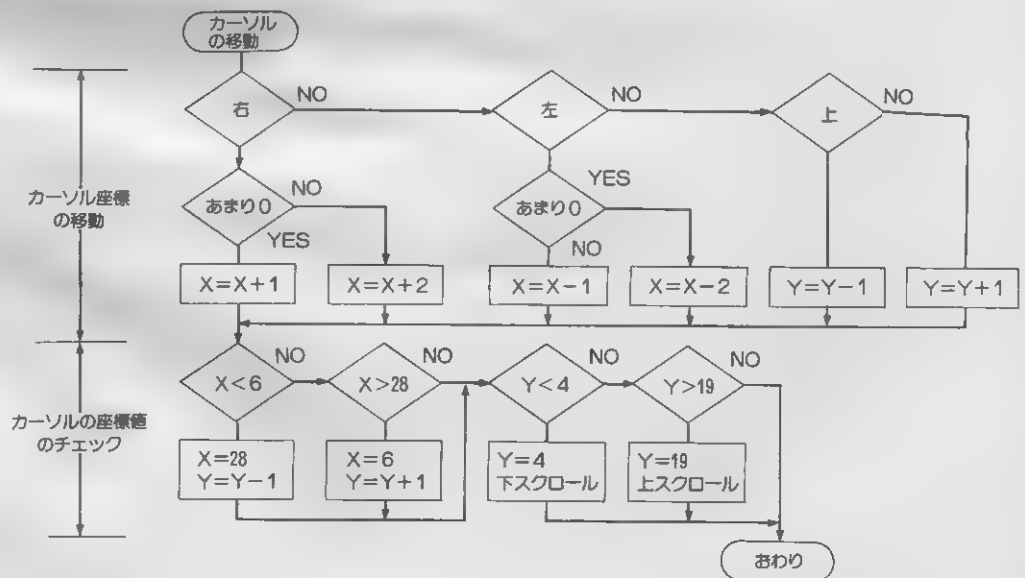 カーソル
の移動
右
NO
左
NO
上
NO
カーソル座標
の移動
あまり0
NO
YES
あまり0
YES
NO
X=X+1
X=X+2
X=X-1
X=X-2
Y=Y-1
Y=Y+1
カーソルの座標値
のチェック
X<6
NO
X>28
NO
Y<4
NO
Y>19
NO
X=28
Y=Y-1
X=6
Y=Y+1
Y=4
下スクロール
Y=19
上スクロール
おわり